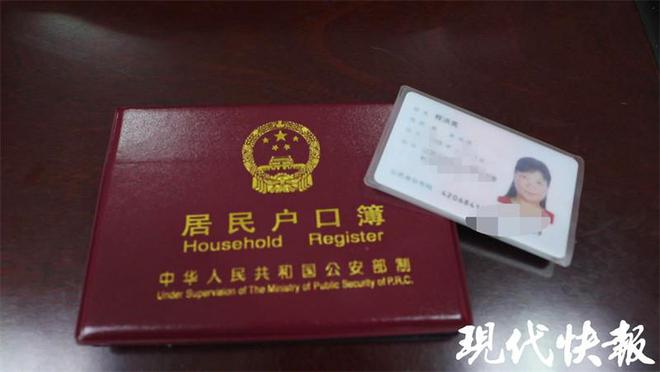 居民户口簿
Household Register
中华人民共和国公安部制
Under Supervision of The Ministry of Public Security of P.R.C.
现代快報